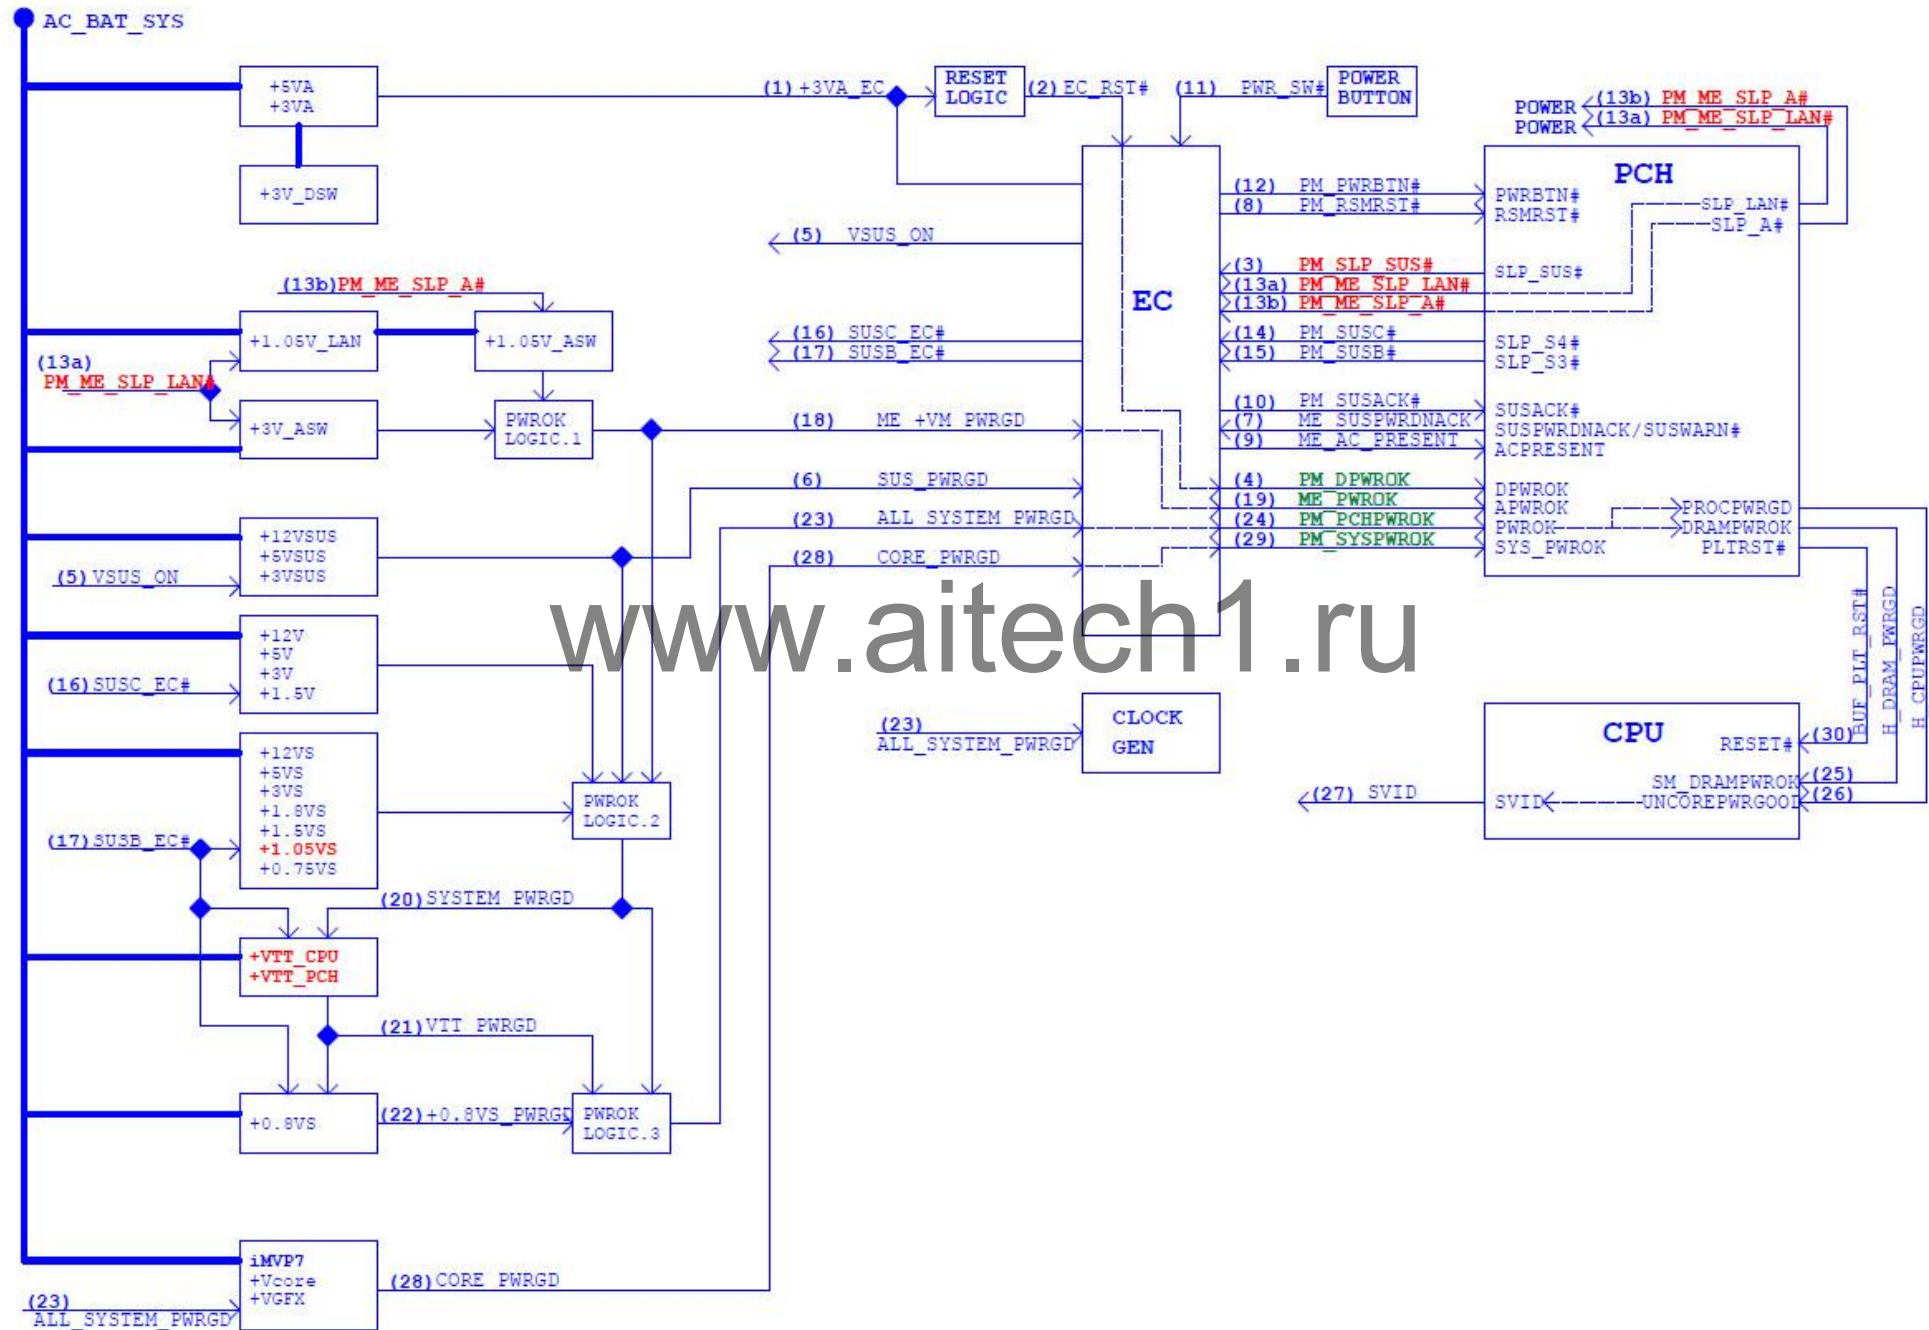 AC_BAT_SYS
+5VA
+3VA
+3V_DSW
(1) +3VA_EC
RESET
LOGIC
(2) EC_RST#
(11) PWR_SW#
POWER
BUTTON
POWER (13b) PM_ME_SLP_A#
POWER (13a) PM_ME_SLP_LAN#
PCH
EC
(12) PM_PWRBTN#
PWRBTN#
(8) PM_RSMRST#
RSMRST#
SLP_LAN#
SLP_A#
(5) VSUS_ON
(3) PM_SLP_SUS#
SLP_SUS#
(13a) PM_ME_SLP_LAN#
(13b) PM_ME_SLP_A#
(16) SUSC_EC#
(17) SUSB_EC#
(14) PM_SUSC#
SLP_S4#
(15) PM_SUSB#
SLP_S3#
(13b)PM_ME_SLP_A#
+1.05V_LAN
+1.05V_ASW
(13a)
PM_ME_SLP_LAN#
+3V_ASW
PWROK
LOGIC.1
(18) ME_+VM_PWRGD
(10) PM_SUSACK#
SUSACK#
(7) ME_SUSPWRDNACK
SUSPWRDNACK/SUSWARN#
(9) ME_AC_PRESENT
ACPRESENT
(6) SUS_PWRGD
(4) PM_DPWROK
DPWROK
(19) ME_PWROK
APWROK
PROCPWRGD
(23) ALL_SYSTEM_PWRGD
(24) PM_PCHPWROK
PWROK
DRAMPWROK
(28) CORE_PWRGD
(29) PM_SYSPWROK
SYS_PWROK
PLTRST#
+12VSUS
+5VSUS
+3VSUS
(5) VSUS_ON
www.aitech1.ru
BUF_PLT_RST#
H_DRAM_PWRGD
H_CPUPWRGD
+12V
+5V
+3V
+1.5V
(16)SUSC_EC#
CLOCK
GEN
(23)
ALL_SYSTEM_PWRGD
CPU
RESET#
(30)
SM_DRAMPWROK
(25)
(27) SVID
SVID
UNCOREPWRGOOD
(26)
+12VS
+5VS
+3VS
+1.8VS
+1.5VS
+1.05VS
+0.75VS
(17)SUSB_EC#
PWROK
LOGIC.2
(20)SYSTEM_PWRGD
+VTT_CPU
+VTT_PCH
(21)VTT_PWRGD
+0.8VS
(22)+0.8VS_PWRGD
PWROK
LOGIC.3
iMVP7
+Vcore
+VGFX
(28)CORE_PWRGD
(23)
ALL_SYSTEM_PWRGD